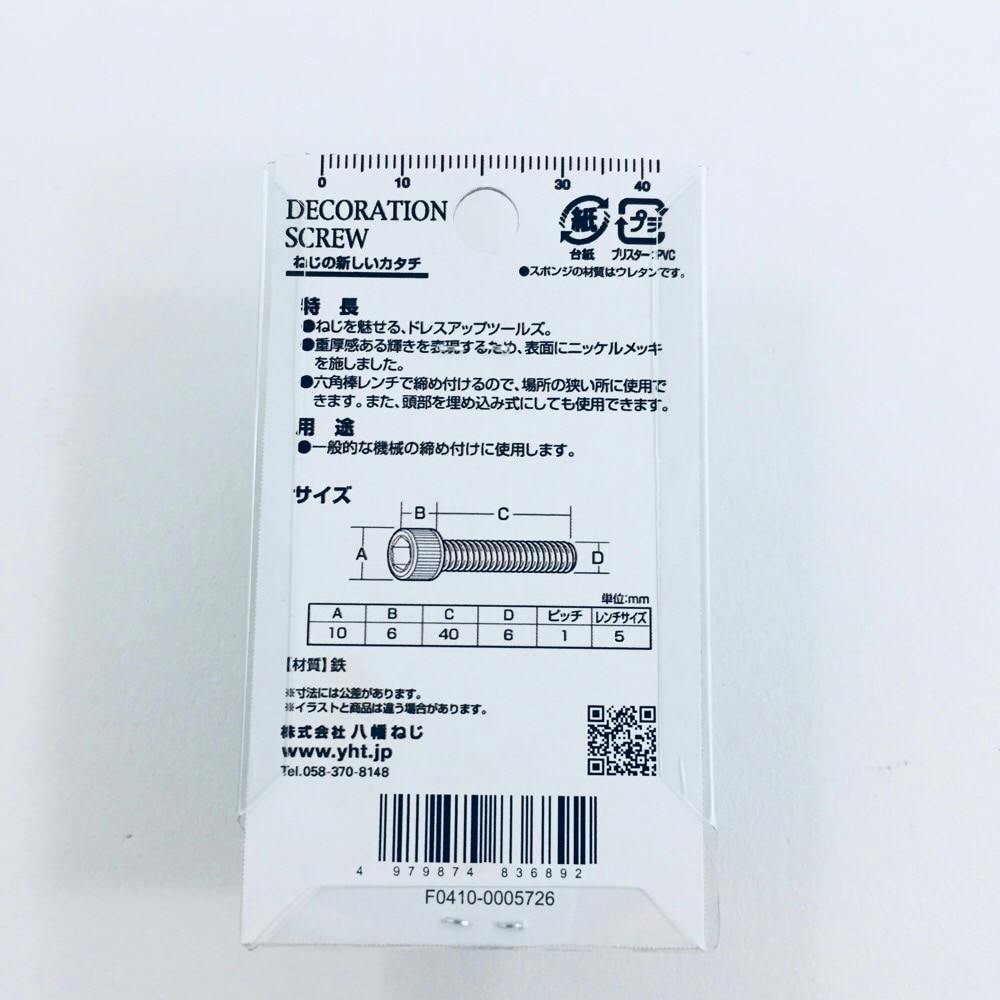 0 10 30 40
DECORATION
SCREW
ねじの新しいカタチ
紙 プラ
台紙 ブリスター:PVC
●スポンジの材質はウレタンです。
特 長
●ねじを魅せる、ドレスアップツールズ。
●重厚感ある輝きを表現するため、表面にニッケルメッキ
を施しました。
●六角棒レンチで締め付けるので、場所の狭い所に使用で
きます。また、頭部を埋め込み式にしても使用できます。
用 途
●一般的な機械の締め付けに使用します。
サイズ
B C
A D
単位:mm
A B C D ピッチ レンチサイズ
10 6 40 6 1 5
【材質】鉄
※寸法には公差があります。
※イラストと商品は違う場合があります。
株式会社 八幡ねじ
www.yht.jp
Tel.058-370-8148
4 979874 836892
F0410-0005726